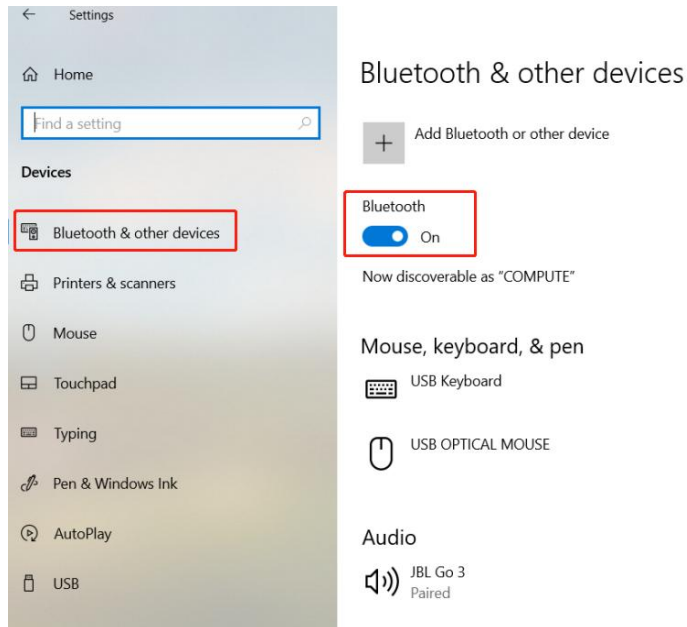 Settings
Home
Find a setting
Devices
Bluetooth & other devices
Printers & scanners
Mouse
Touchpad
Typing
Pen & Windows Ink
AutoPlay
USB
Bluetooth & other devices
Add Bluetooth or other device
Bluetooth
On
Now discoverable as "COMPUTE"
Mouse, keyboard, & pen
USB Keyboard
USB OPTICAL MOUSE
Audio
JBL Go 3
Paired